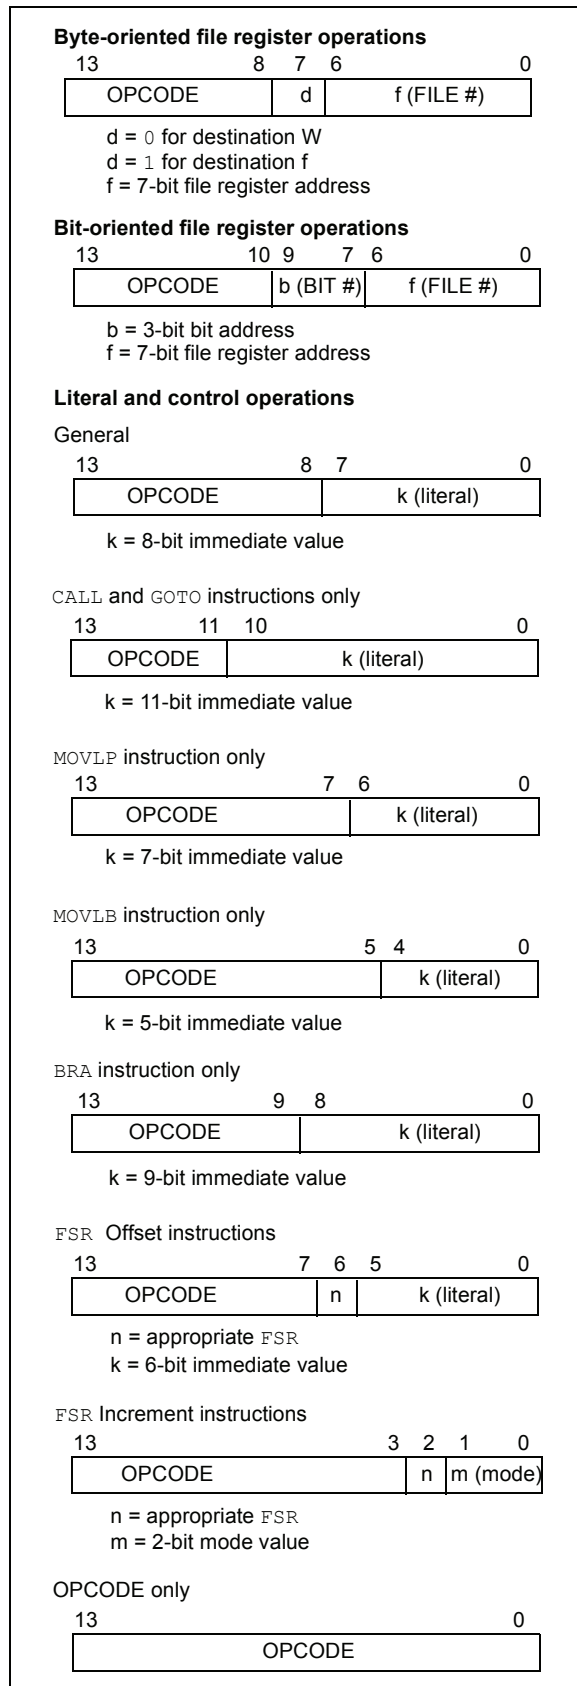 Byte-oriented file register operations
13 8 7 6 0
OPCODE d f (FILE #)
d = 0 for destination W
d = 1 for destination f
f = 7-bit file register address
Bit-oriented file register operations
13 10 9 7 6 0
OPCODE b (BIT #) f (FILE #)
b = 3-bit bit address
f = 7-bit file register address
Literal and control operations
General
13 8 7 0
OPCODE k (literal)
k = 8-bit immediate value
CALL and GOTO instructions only
13 11 10 0
OPCODE k (literal)
k = 11-bit immediate value
MOVLP instruction only
13 7 6 0
OPCODE k (literal)
k = 7-bit immediate value
MOVLB instruction only
13 5 4 0
OPCODE k (literal)
k = 5-bit immediate value
BRA instruction only
13 9 8 0
OPCODE k (literal)
k = 9-bit immediate value
FSR Offset instructions
13 7 6 5 0
OPCODE n k (literal)
n = appropriate FSR
k = 6-bit immediate value
FSR Increment instructions
13 3 2 1 0
OPCODE n m (mode)
n = appropriate FSR
m = 2-bit mode value
OPCODE only
13 0
OPCODE